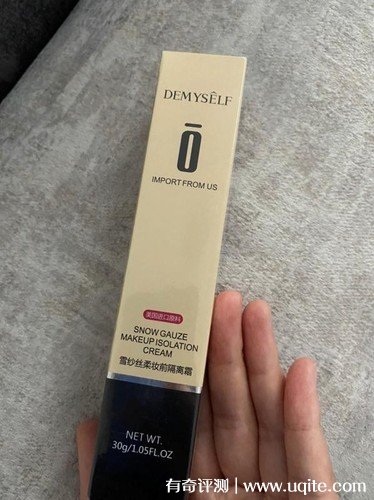 DEMYSÊLF
IMPORT FROM US
美国进口原料
SNOW GAUZE
MAKEUP ISOLATION
CREAM
雪纱丝柔妆前隔离霜
NET WT.
30g/1.05FL.OZ
有奇评测 | www.uqite.com